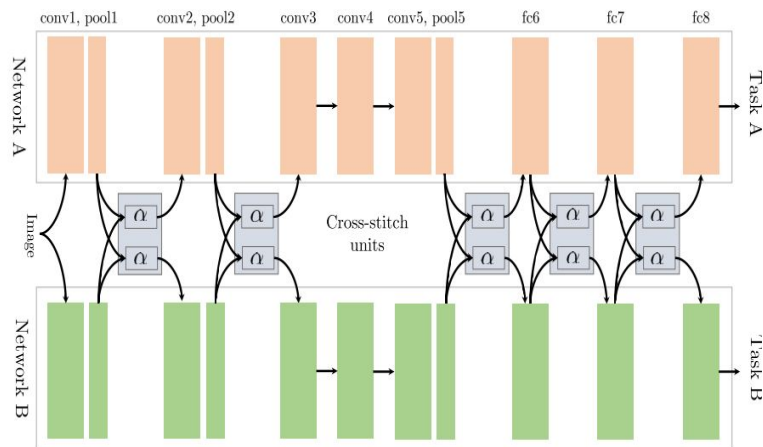 conv1, pool1 conv2, pool2 conv3 conv4 conv5, pool5 fc6 fc7 fc8
Network A
Task A
Image
α α α α α
Cross-stitch
units
α α α α α
Network B
Task B